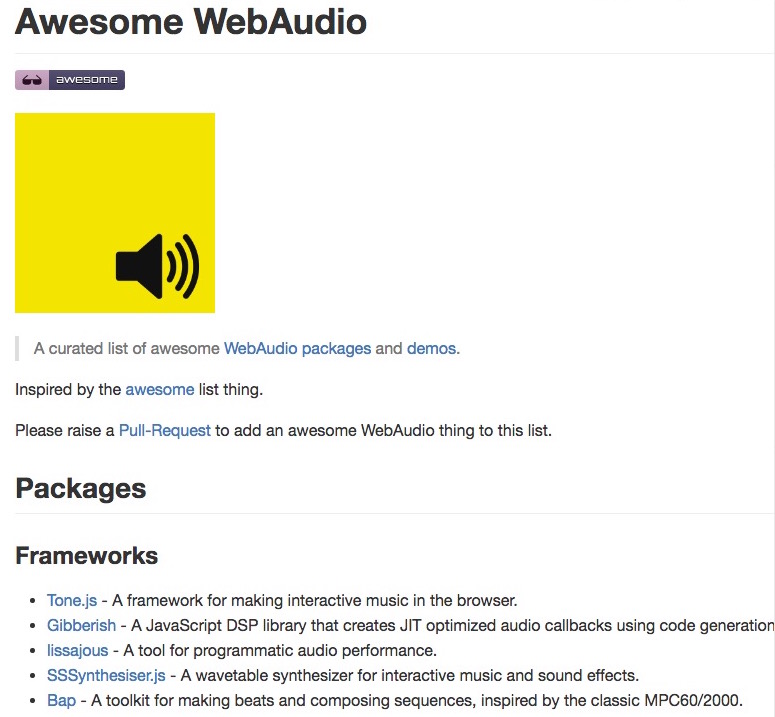 Awesome WebAudio
awesome
A curated list of awesome WebAudio packages and demos.
Inspired by the awesome list thing.
Please raise a Pull-Request to add an awesome WebAudio thing to this list.
Packages
Frameworks
• Tone.js - A framework for making interactive music in the browser.
• Gibberish - A JavaScript DSP library that creates JIT optimized audio callbacks using code generation
• lissajous - A tool for programmatic audio performance.
• SSSynthesiser.js - A wavetable synthesizer for interactive music and sound effects.
• Bap - A toolkit for making beats and composing sequences, inspired by the classic MPC60/2000.